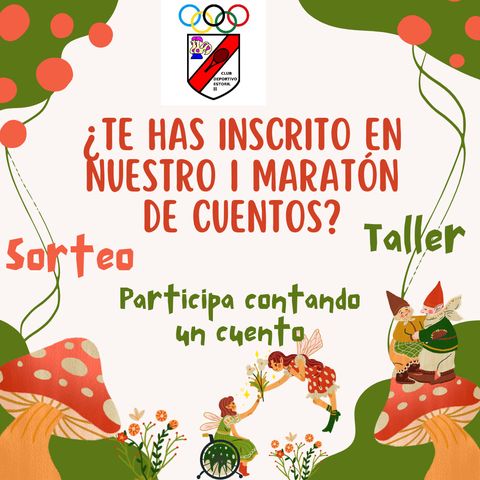 CLUB
DEPORTIVO
ESTORIL
II
¿TE HAS INSCRITO EN
NUESTRO I MARATÓN
DE CUENTOS?
Sorteo
Taller
Participa contando
un cuento